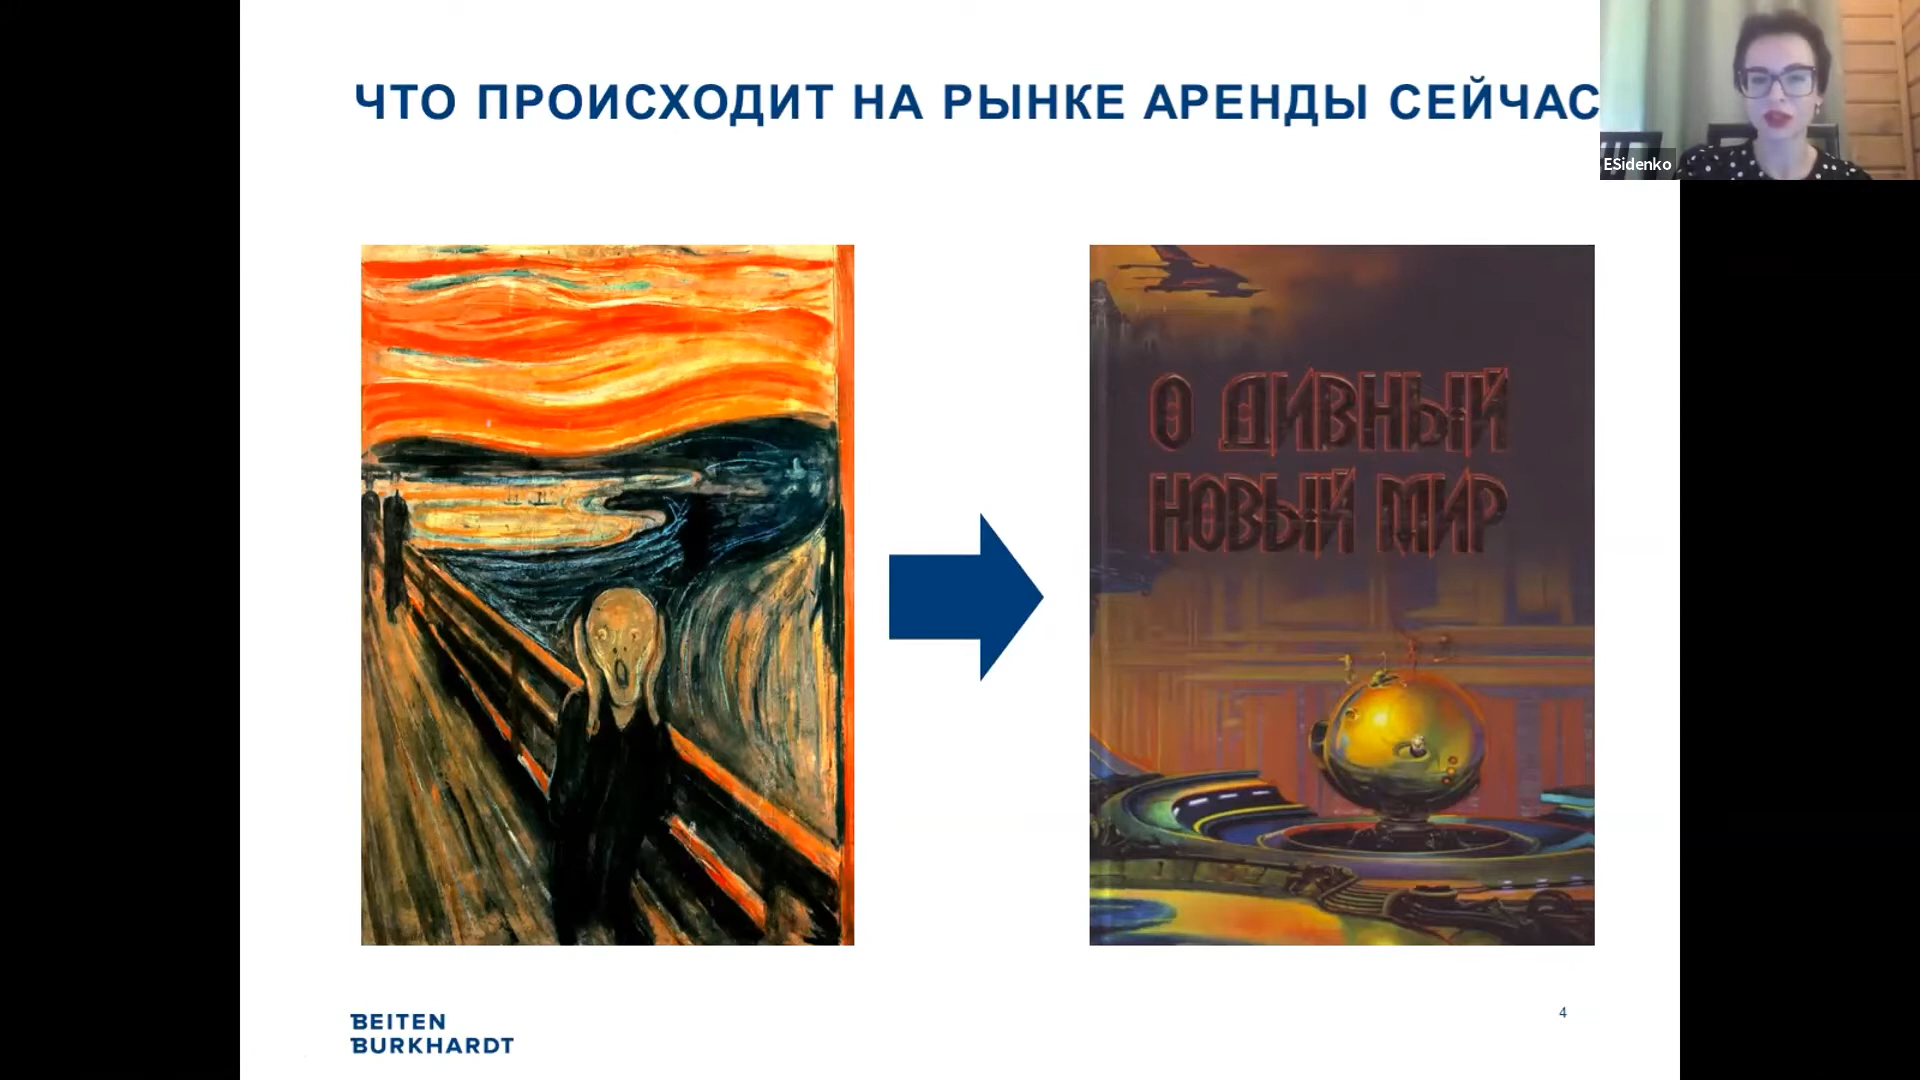 ЧТО ПРОИСХОДИТ НА РЫНКЕ АРЕНДЫ СЕЙЧАС
ESidenko
О ДИВНЫЙ
НОВЫЙ МИР
BEITEN
BURKHARDT
4